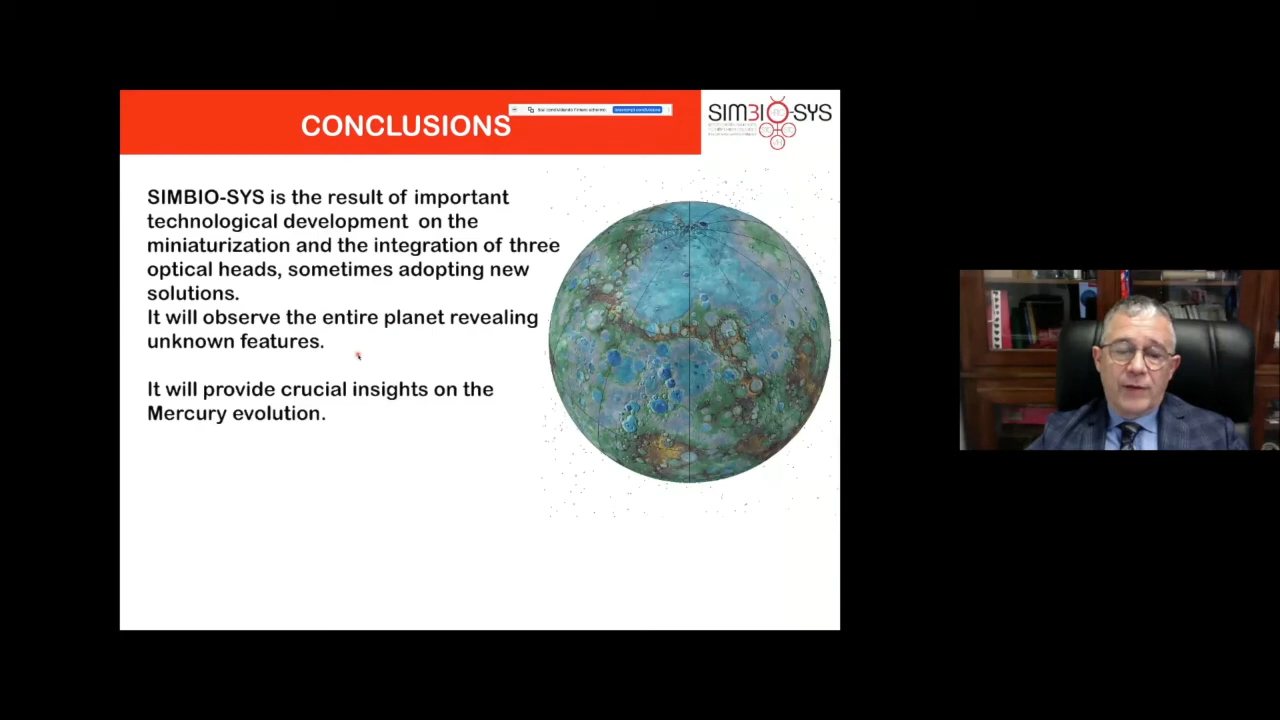 CONCLUSIONS
SIMBIO-SYS
SIMBIO-SYS is the result of important
technological development on the
miniaturization and the integration of three
optical heads, sometimes adopting new
solutions.
It will observe the entire planet revealing
unknown features.
It will provide crucial insights on the
Mercury evolution.